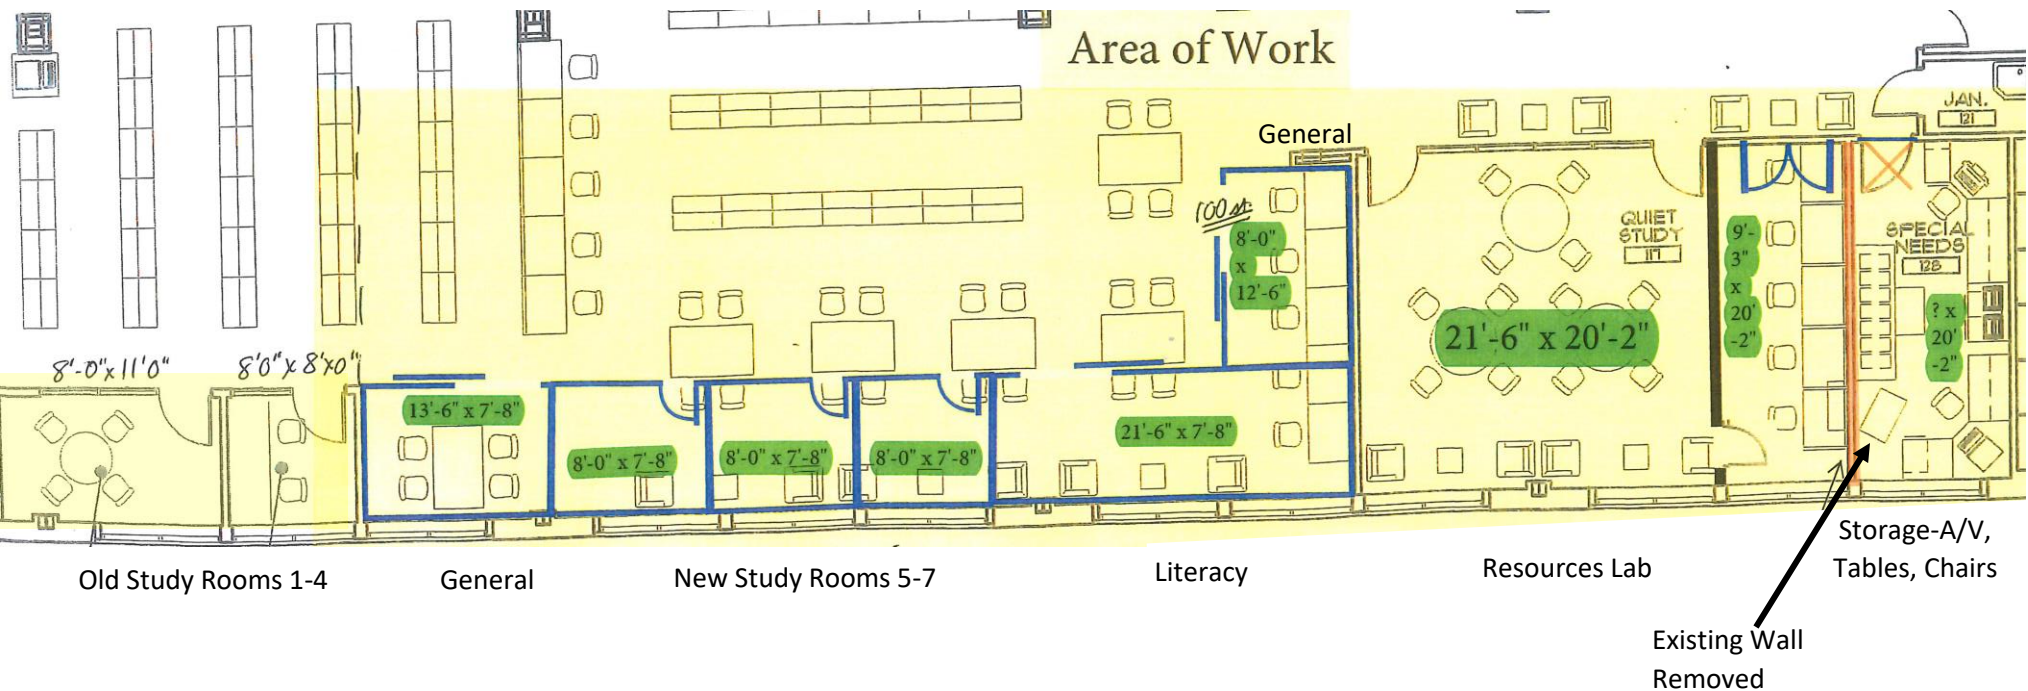 Area of Work
JAN.
121
General
100 sf.
8'-0"
x
12'-6"
QUIET
STUDY
117
9'-
3"
x
20'
-2"
SPECIAL
NEEDS
128
? x
20'
-2"
21'-6" x 20'-2"
8'-0"x11'0"
8'0"x8'x0"
13'-6" x 7'-8"
8'-0" x 7'-8"
8'-0" x 7'-8"
8'-0" x 7'-8"
21'-6" x 7'-8"
Old Study Rooms 1-4
General
New Study Rooms 5-7
Literacy
Resources Lab
Storage-A/V,
Tables, Chairs
Existing Wall
Removed